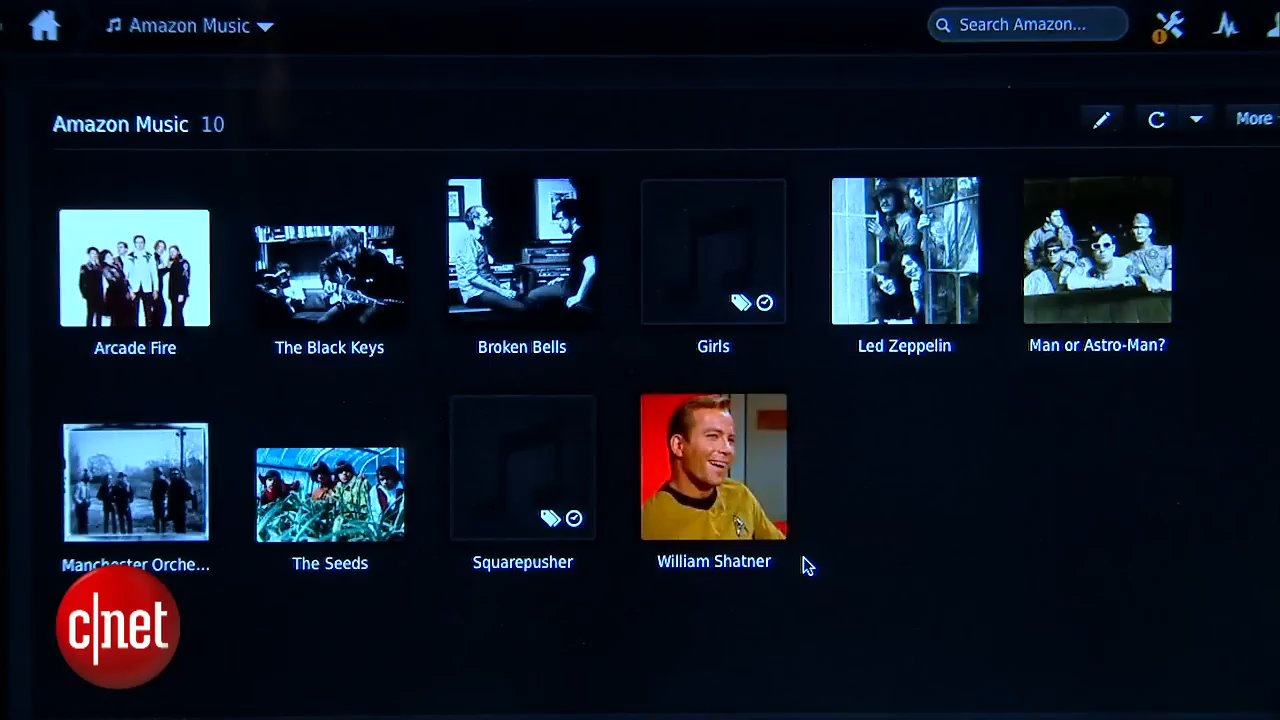 Amazon Music
Search Amazon...
Amazon Music 10
More
Arcade Fire
The Black Keys
Broken Bells
Girls
Led Zeppelin
Man or Astro-Man?
Manchester Orche...
The Seeds
Squarepusher
William Shatner
c|net